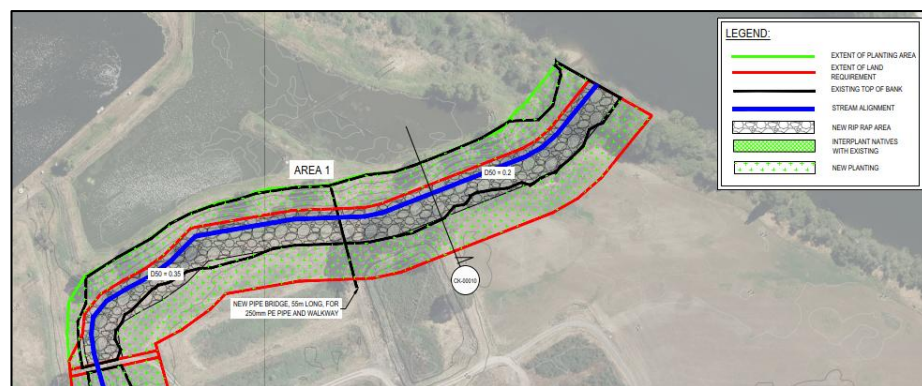 LEGEND:
EXTENT OF PLANTING AREA
EXTENT OF LAND
REQUIREMENT
EXISTING TOP OF BANK
STREAM ALIGNMENT
NEW RIP RAP AREA
INTERPLANT NATIVES
WITH EXISTING
NEW PLANTING
AREA 1
D50 = 0.2
D50 = 0.35
CK-00010
NEW PIPE BRIDGE, 55m LONG, FOR
250mm PE PIPE AND WALKWAY